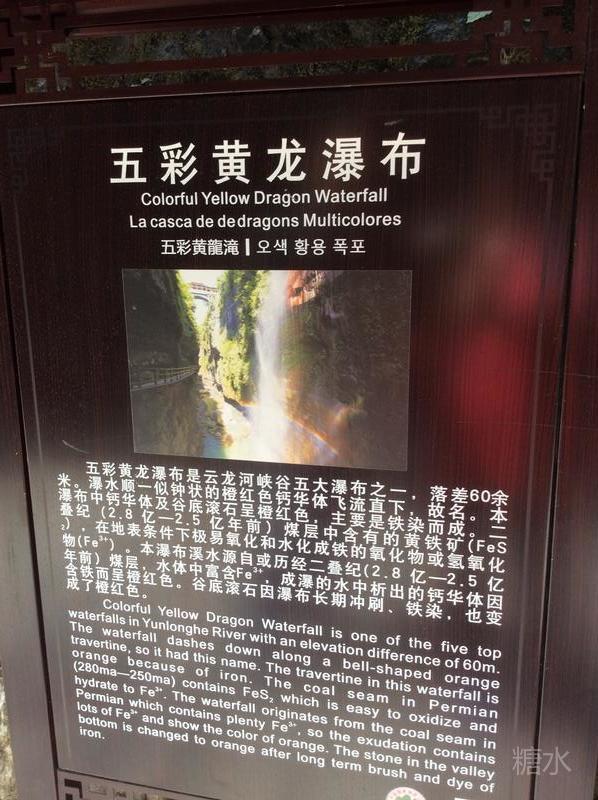 五彩黄龙瀑布
Colorful Yellow Dragon Waterfall
La casca de dedragons Multicolores
五彩黄龍滝 | 오색 황용 폭포
五彩黄龙瀑布是云龙河峡谷五大瀑布之一，落差60余
米。瀑水顺一似钟状的橙红色钙华体飞流直下，故名。本
瀑布中钙华体及谷底滚石呈橙红色，主要是铁染而成。二
叠纪（2.8 亿—2.5 亿年前）煤层中含有的黄铁矿(FeS
₂），在地表条件下极易氧化和水化成铁的氧化物或氢氧化
物(Fe³⁺）。本瀑布溪水源自或历经二叠纪(2.8 亿—2.5 亿
年前）煤层，水体中富含Fe³⁺，成瀑的水中析出的钙华体因
含铁而呈橙红色。谷底滚石因瀑布长期冲刷、铁染，也变
成了橙红色。
Colorful Yellow Dragon Waterfall is one of the five top
waterfalls in Yunlonghe River with an elevation difference of 60m.
The waterfall dashes down along a bell-shaped orange
travertine, so it had this name. The travertine in this waterfall is
orange because of iron. The coal seam in Permian
(280ma—250ma) contains FeS₂ which is easy to oxidize and
hydrate to Fe³⁺. The waterfall originates from the coal seam in
Permian which contains plenty Fe³⁺, so the exudation contains
lots of Fe³⁺ and show the color of orange. The stone in the valley
bottom is changed to orange after long term brush and dye of
iron.
糖水